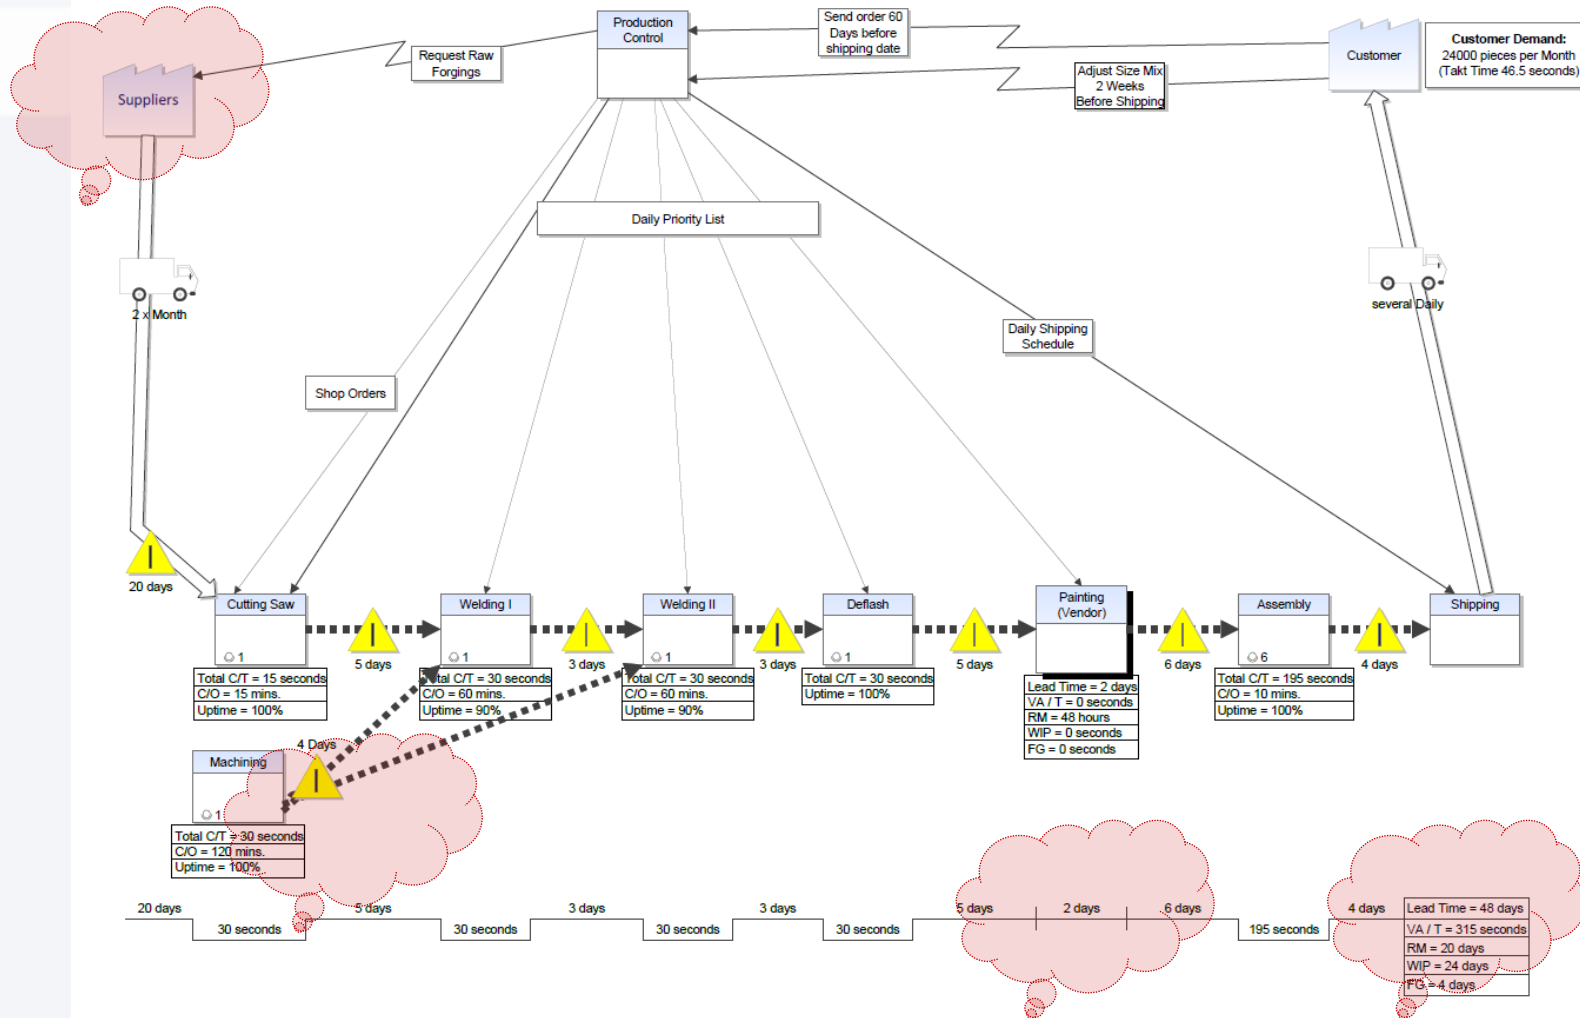 Production
Control
Send order 60
Days before
shipping date
Customer
Customer Demand:
24000 pieces per Month
(Takt Time 46.5 seconds)
Request Raw
Forgings
Adjust Size Mix
2 Weeks
Before Shipping
Suppliers
Daily Priority List
2 x Month
several Daily
Daily Shipping
Schedule
Shop Orders
20 days
Cutting Saw
1
Total C/T = 15 seconds
C/O = 15 mins.
Uptime = 100%
5 days
Welding I
1
Total C/T = 30 seconds
C/O = 60 mins.
Uptime = 90%
3 days
Welding II
1
Total C/T = 30 seconds
C/O = 60 mins.
Uptime = 90%
3 days
Deflash
1
Total C/T = 30 seconds
Uptime = 100%
5 days
Painting
(Vendor)
Lead Time = 2 days
VA / T = 0 seconds
RM = 48 hours
WIP = 0 seconds
FG = 0 seconds
6 days
Assembly
6
Total C/T = 195 seconds
C/O = 10 mins.
Uptime = 100%
4 days
Shipping
4 Days
Machining
1
Total C/T = 30 seconds
C/O = 120 mins.
Uptime = 100%
20 days
30 seconds
5 days
30 seconds
3 days
30 seconds
3 days
30 seconds
5 days
2 days
6 days
195 seconds
4 days
Lead Time = 48 days
VA / T = 315 seconds
RM = 20 days
WIP = 24 days
FG = 4 days